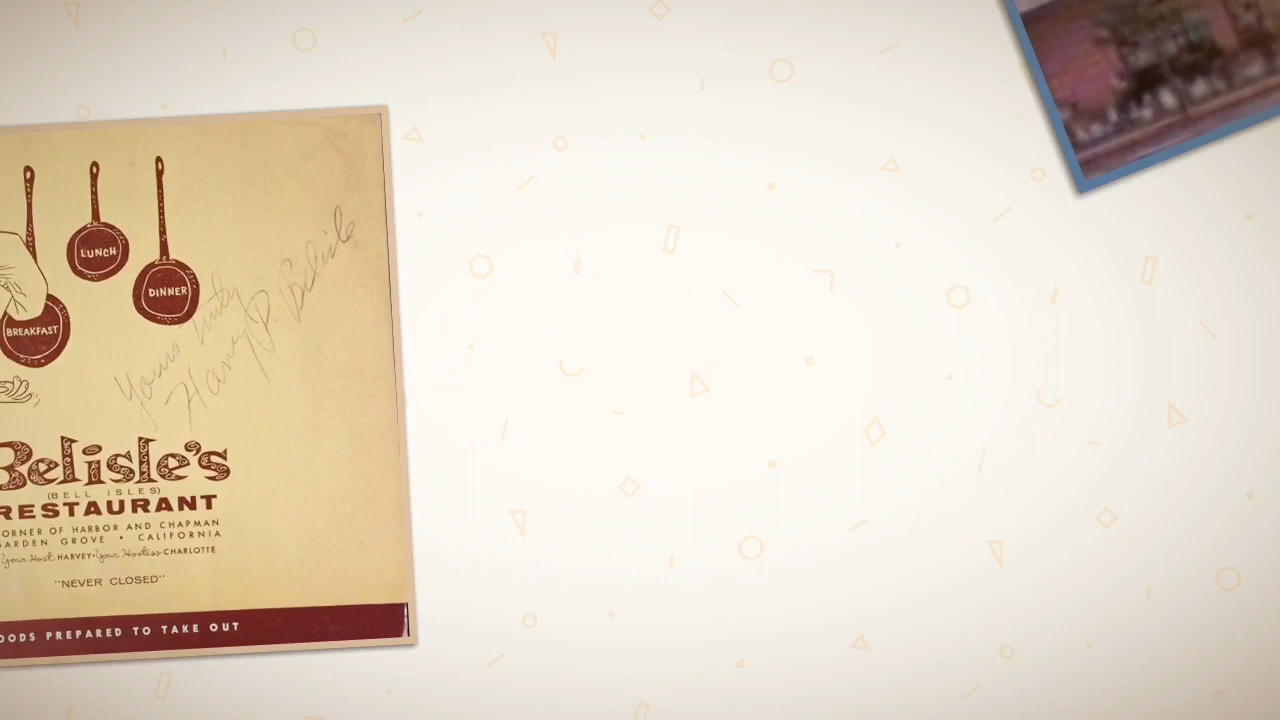 LUNCH
DINNER
BREAKFAST
Yours Truly
Harvey P. Belisle
Belisle's
(BELL ISLES)
RESTAURANT
ORNER OF HARBOR AND CHAPMAN
GARDEN GROVE • CALIFORNIA
Your Host HARVEY • Your Hostess CHARLOTTE
"NEVER CLOSED"
OODS PREPARED TO TAKE OUT